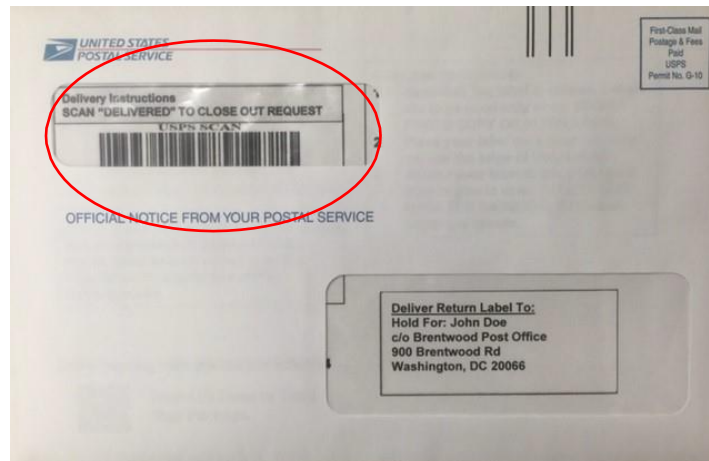 UNITED STATES
POSTAL SERVICE
First-Class Mail
Postage & Fees
Paid
USPS
Permit No. G-10
Delivery Instructions
SCAN "DELIVERED" TO CLOSE OUT REQUEST
USPS SCAN
2
OFFICIAL NOTICE FROM YOUR POSTAL SERVICE
Deliver Return Label To:
Hold For: John Doe
c/o Brentwood Post Office
900 Brentwood Rd
Washington, DC 20066